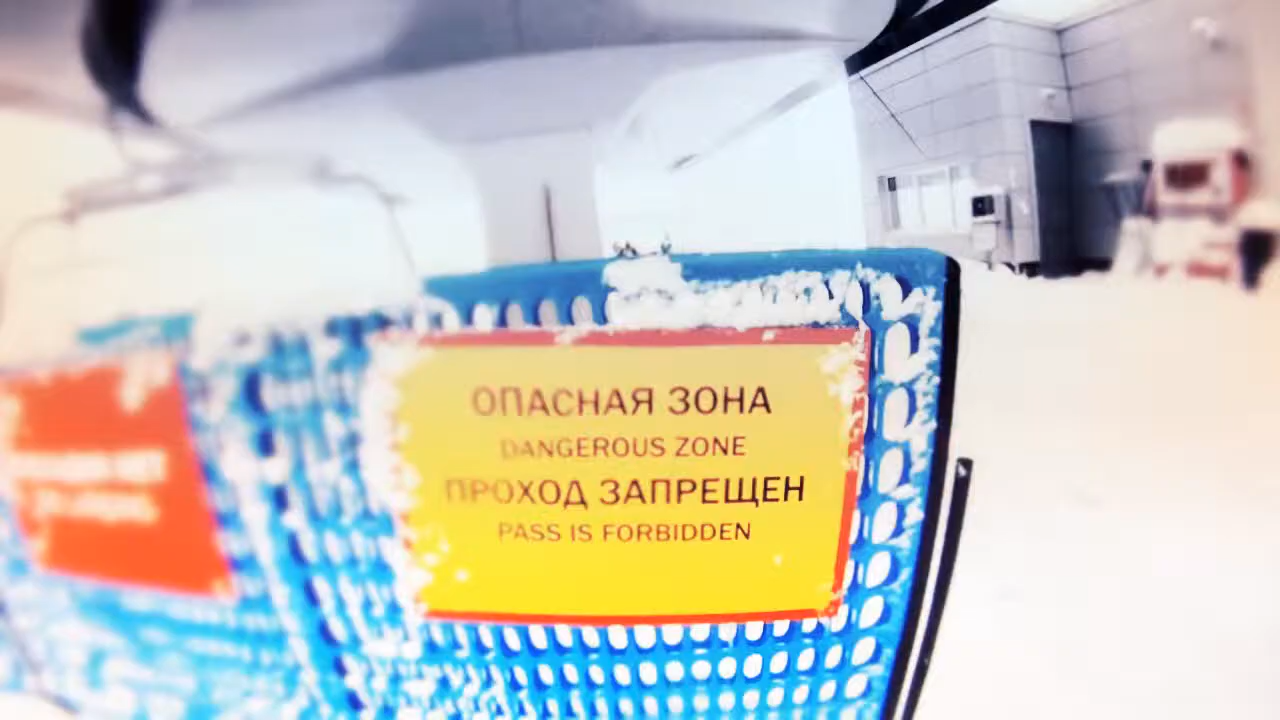 ОПАСНАЯ ЗОНА
DANGEROUS ZONE
ПРОХОД ЗАПРЕЩЕН
PASS IS FORBIDDEN